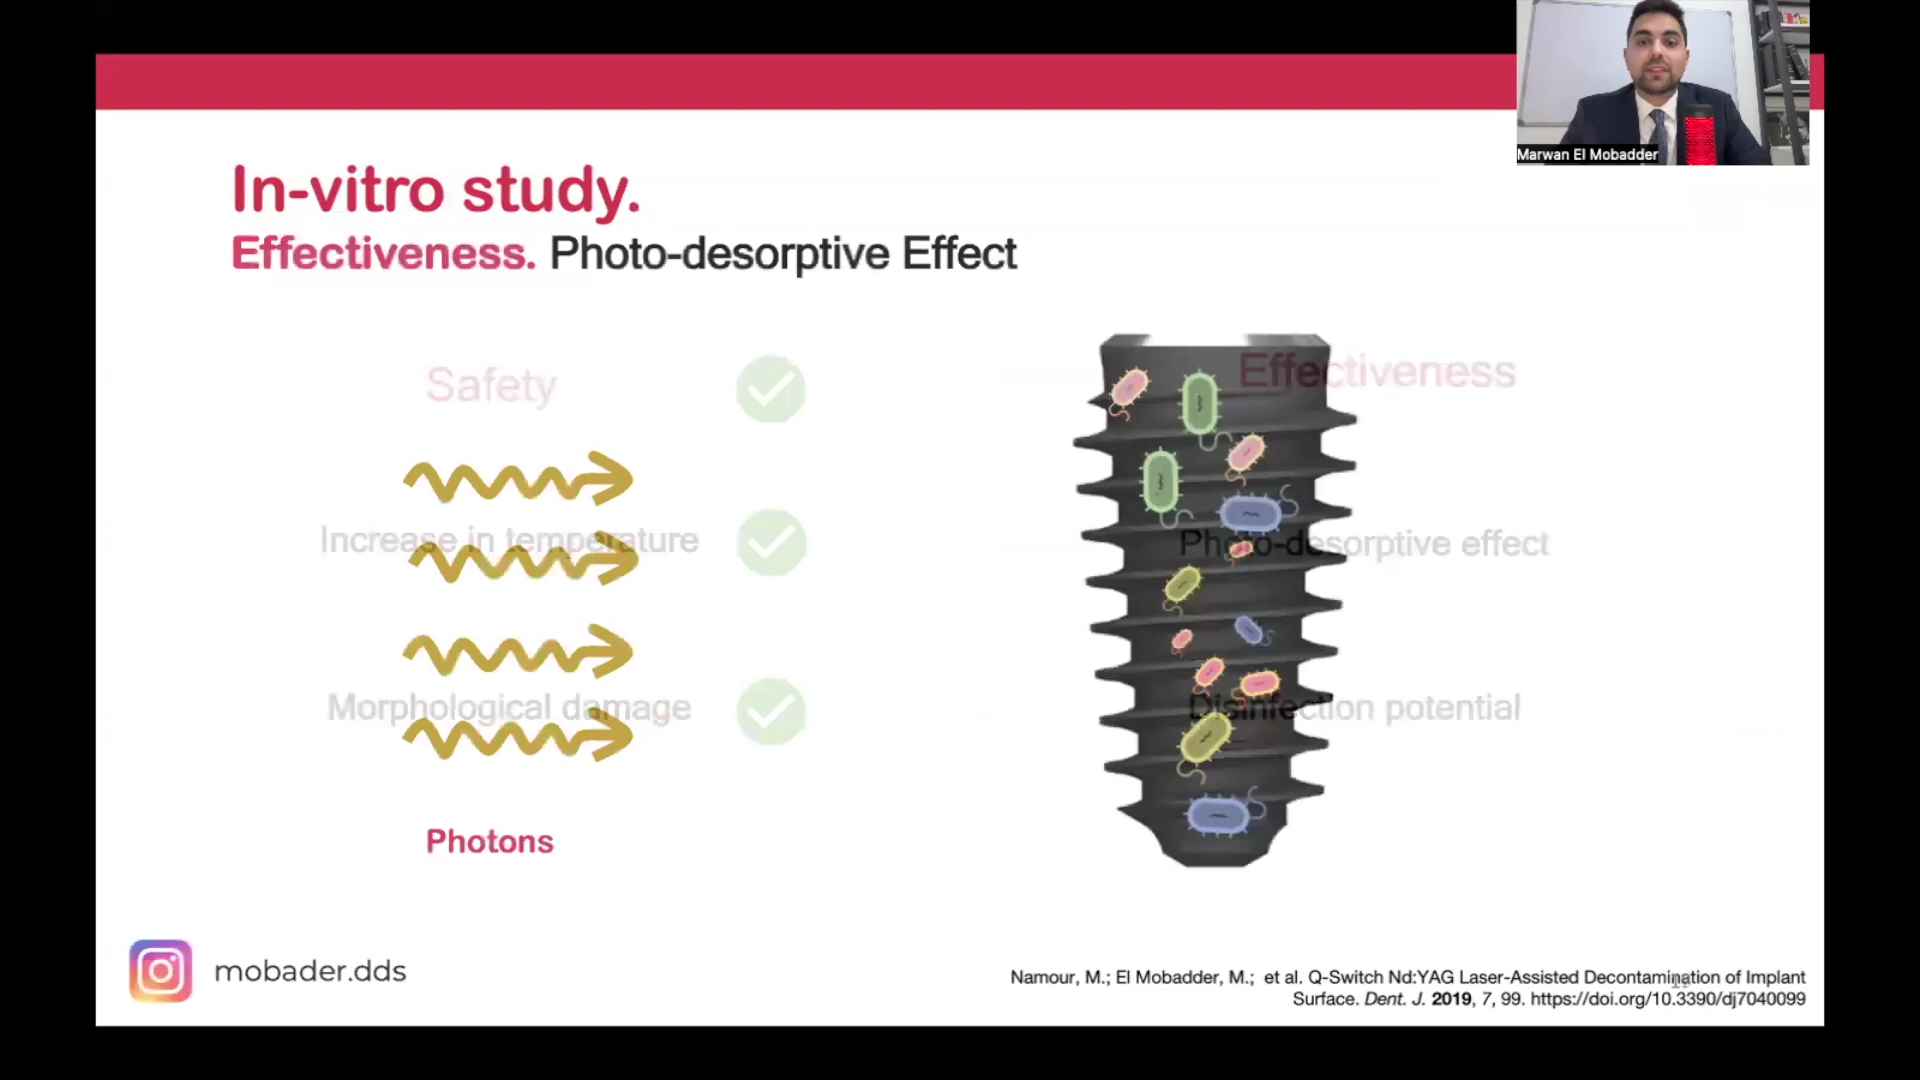 Marwan El Mobadder
In-vitro study.
Effectiveness. Photo-desorptive Effect
Safety
Effectiveness
Increase in temperature
Photo-desorptive effect
Morphological damage
Disinfection potential
Photons
mobader.dds
Namour, M.; El Mobadder, M.; et al. Q-Switch Nd:YAG Laser-Assisted Decontamination of Implant
Surface. Dent. J. 2019, 7, 99. https://doi.org/10.3390/dj7040099